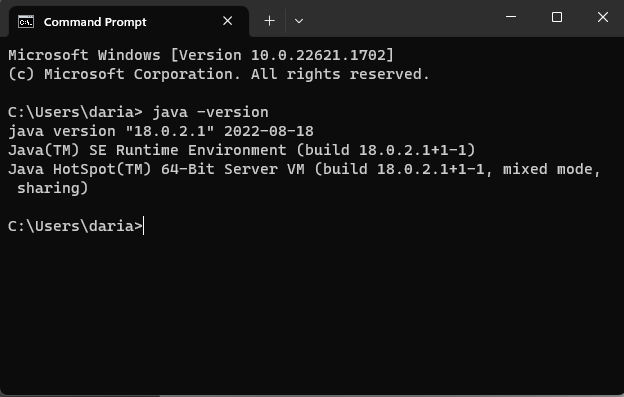 Command Prompt
Microsoft Windows [Version 10.0.22621.1702]
(c) Microsoft Corporation. All rights reserved.
C:\Users\daria> java -version
java version "18.0.2.1" 2022-08-18
Java(TM) SE Runtime Environment (build 18.0.2.1+1-1)
Java HotSpot(TM) 64-Bit Server VM (build 18.0.2.1+1-1, mixed mode,
sharing)
C:\Users\daria>